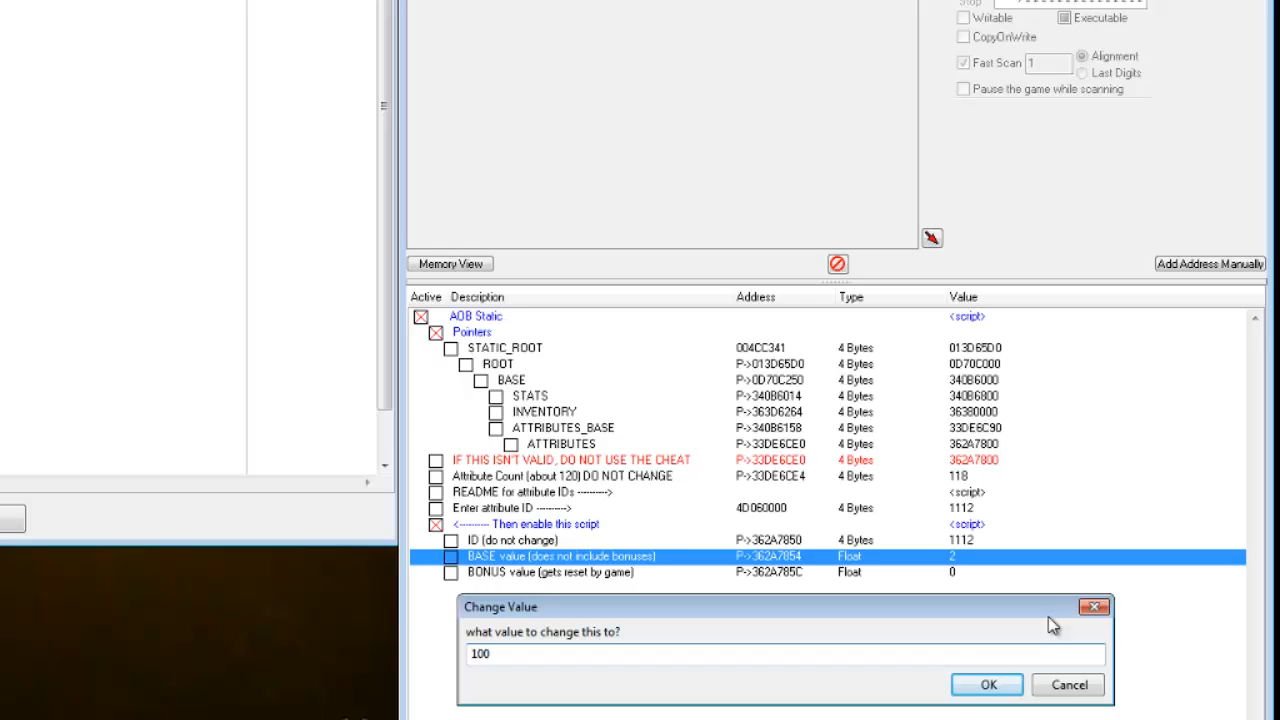 Stop
Writable Executable
CopyOnWrite
Fast Scan 1 Alignment
Last Digits
Pause the game while scanning
Memory View Add Address Manually
Active Description Address Type Value
AOB Static <script>
Pointers
STATIC_ROOT 004CC341 4 Bytes 013D65D0
ROOT P->013D65D0 4 Bytes 0D70C000
BASE P->0D70C250 4 Bytes 340B6000
STATS P->340B6014 4 Bytes 340B6800
INVENTORY P->363D6264 4 Bytes 36380000
ATTRIBUTES_BASE P->340B6158 4 Bytes 33DE6C90
ATTRIBUTES P->33DE6CE0 4 Bytes 362A7800
IF THIS ISN'T VALID, DO NOT USE THE CHEAT P->33DE6CE0 4 Bytes 362A7800
Attribute Count (about 120) DO NOT CHANGE P->33DE6CE4 4 Bytes 118
README for attribute IDs ---------> <script>
Enter attribute ID ---------> 4D060000 4 Bytes 1112
<--------- Then enable this script <script>
ID (do not change) P->362A7850 4 Bytes 1112
BASE value (does not include bonuses) P->362A7854 Float 2
BONUS value (gets reset by game) P->362A785C Float 0
Change Value
what value to change this to?
100
OK Cancel